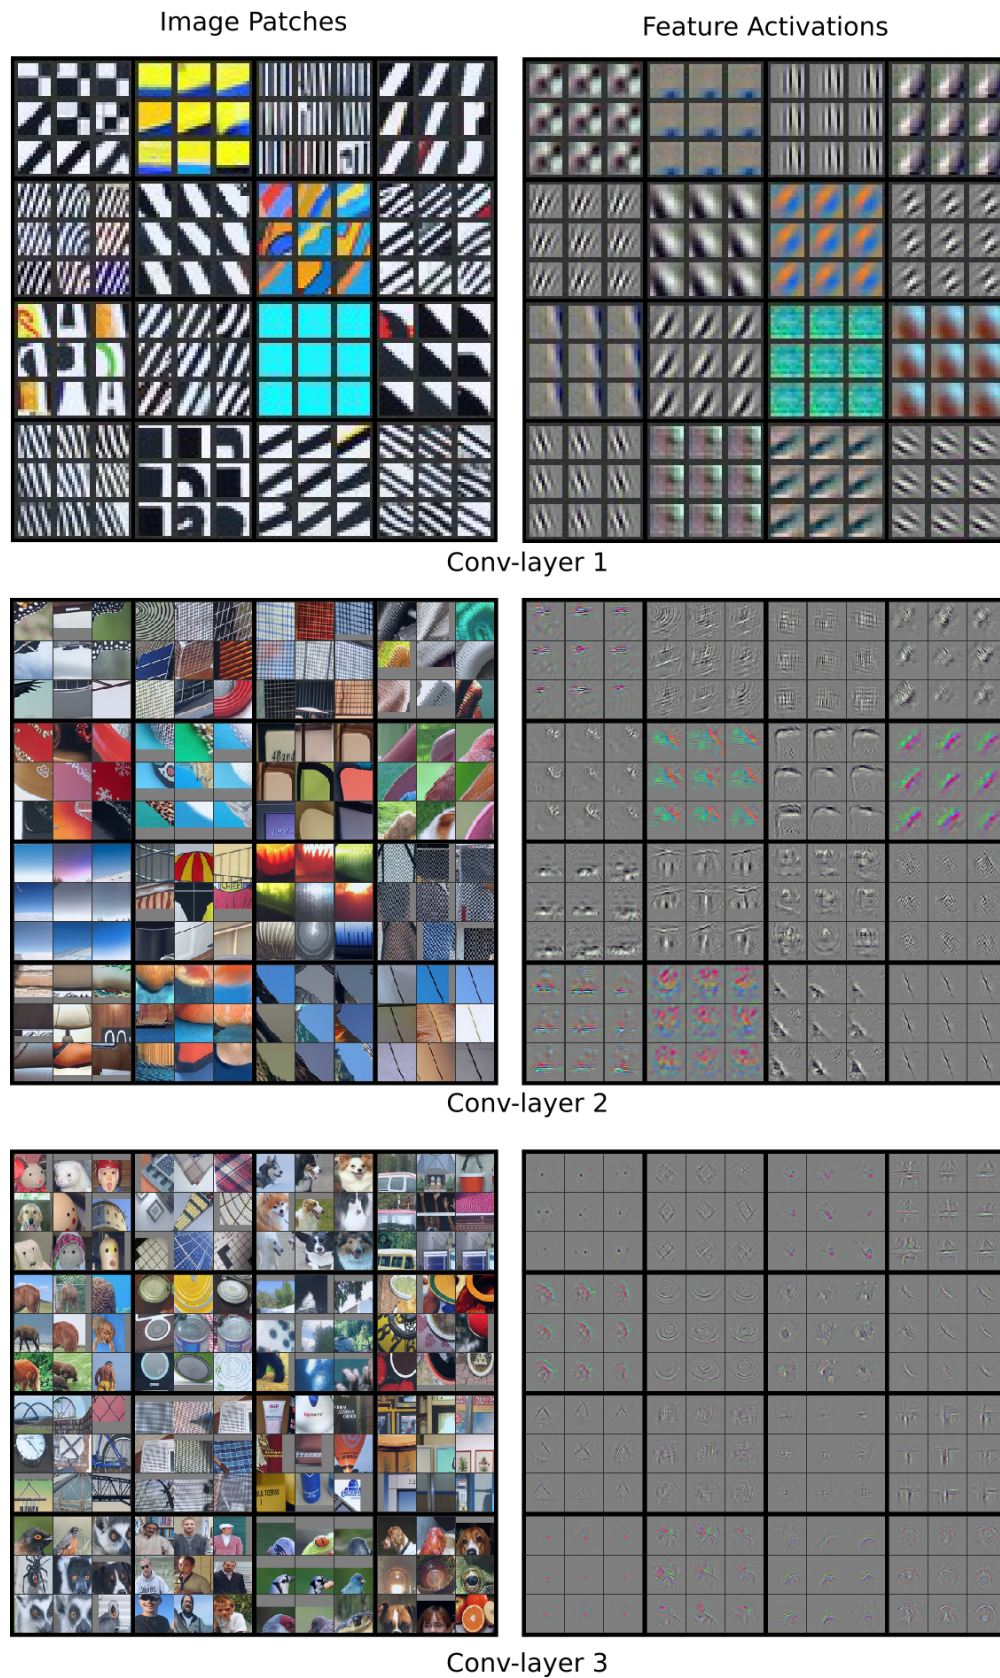 Image Patches
Feature Activations
Conv-layer 1
Conv-layer 2
Conv-layer 3